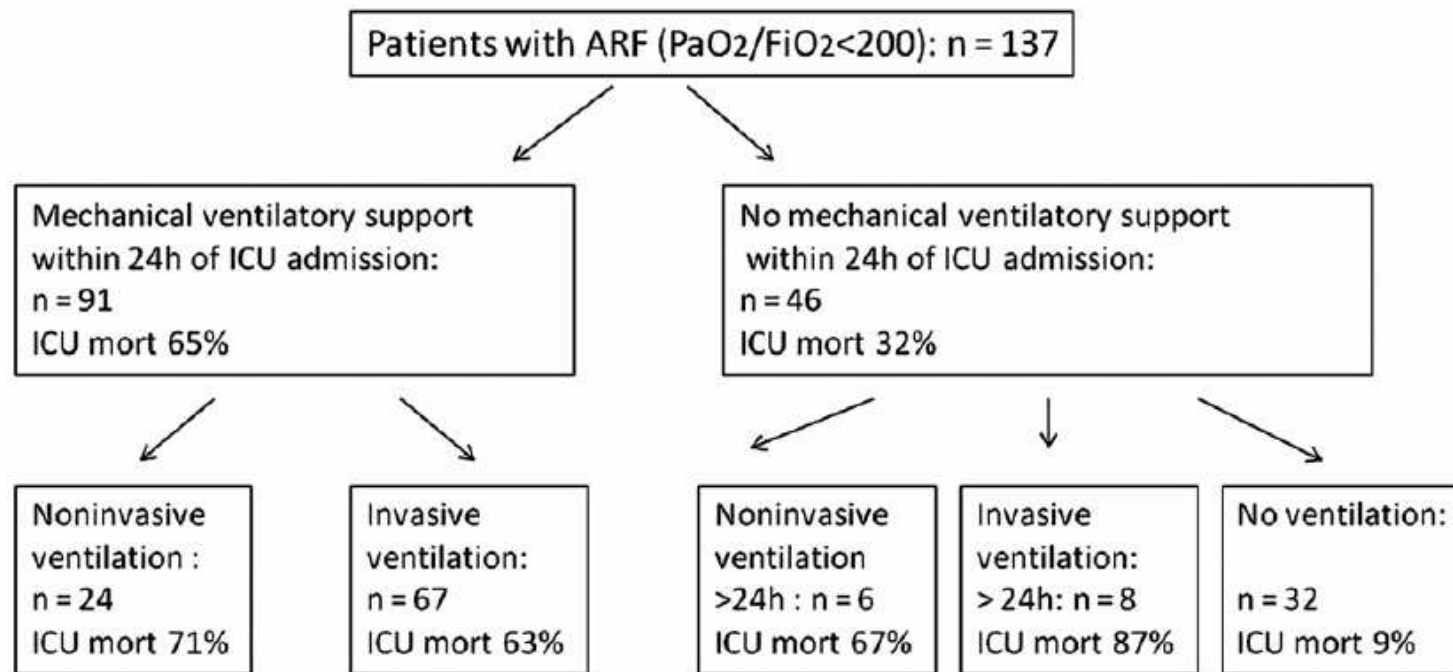 Patients with ARF (PaO2/FiO2<200): n = 137
Mechanical ventilatory support
within 24h of ICU admission:
n = 91
ICU mort 65%
No mechanical ventilatory support
within 24h of ICU admission:
n = 46
ICU mort 32%
Noninvasive
ventilation :
n = 24
ICU mort 71%
Invasive
ventilation:
n = 67
ICU mort 63%
Noninvasive
ventilation
>24h : n = 6
ICU mort 67%
Invasive
ventilation:
> 24h: n = 8
ICU mort 87%
No ventilation:
n = 32
ICU mort 9%